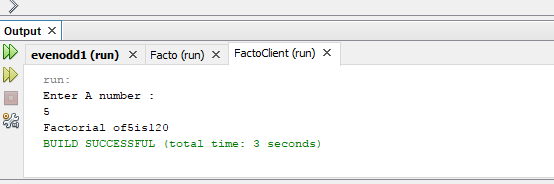 Output ×
evenodd1 (run) × Facto (run) × FactoClient (run) ×
run:
Enter A number :
5
Factorial of5is120
BUILD SUCCESSFUL (total time: 3 seconds)